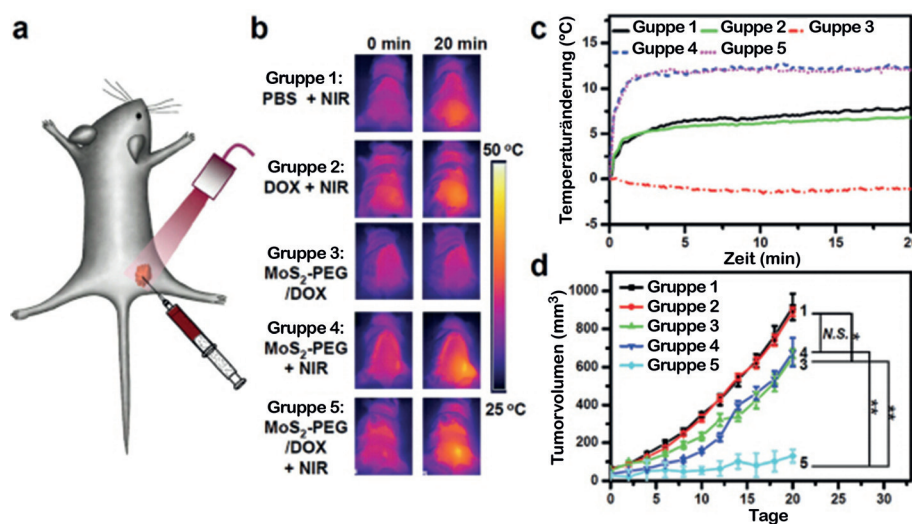 a
b
0 min 20 min
Gruppe 1:
PBS + NIR
Gruppe 2:
DOX + NIR
Gruppe 3:
MoS2-PEG
/DOX
Gruppe 4:
MoS2-PEG
+ NIR
Gruppe 5:
MoS2-PEG
/DOX
+ NIR
50 °C
25 °C
c
Guppe 1 Guppe 2 Guppe 3
Guppe 4 Guppe 5
Temperaturänderung (°C)
15
10
5
0
-5
0 5 10 15 20
Zeit (min)
d
Gruppe 1
Gruppe 2
Gruppe 3
Gruppe 4
Gruppe 5
Tumorvolumen (mm³)
1000
800
600
400
200
0
0 5 10 15 20 25 30
Tage
1
4
3
5
N.S.
*
**
**